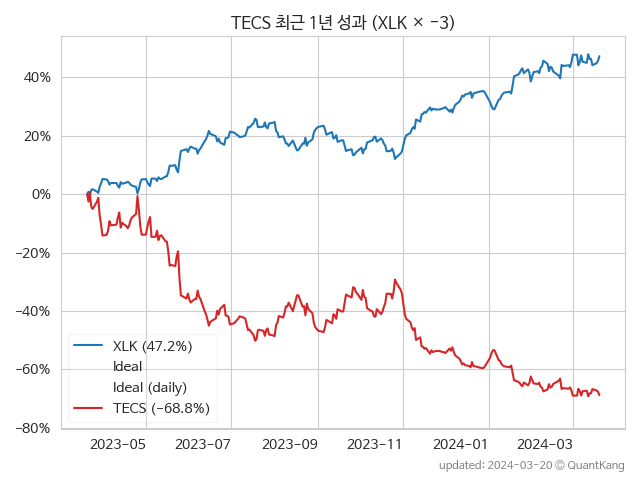 TECS 최근 1년 성과 (XLK × −3)
40%
20%
0%
−20%
−40%
−60%
−80%
XLK (47.2%)
Ideal
Ideal (daily)
TECS (−68.8%)
2023-05 2023-07 2023-09 2023-11 2024-01 2024-03
updated: 2024-03-20 © QuantKang